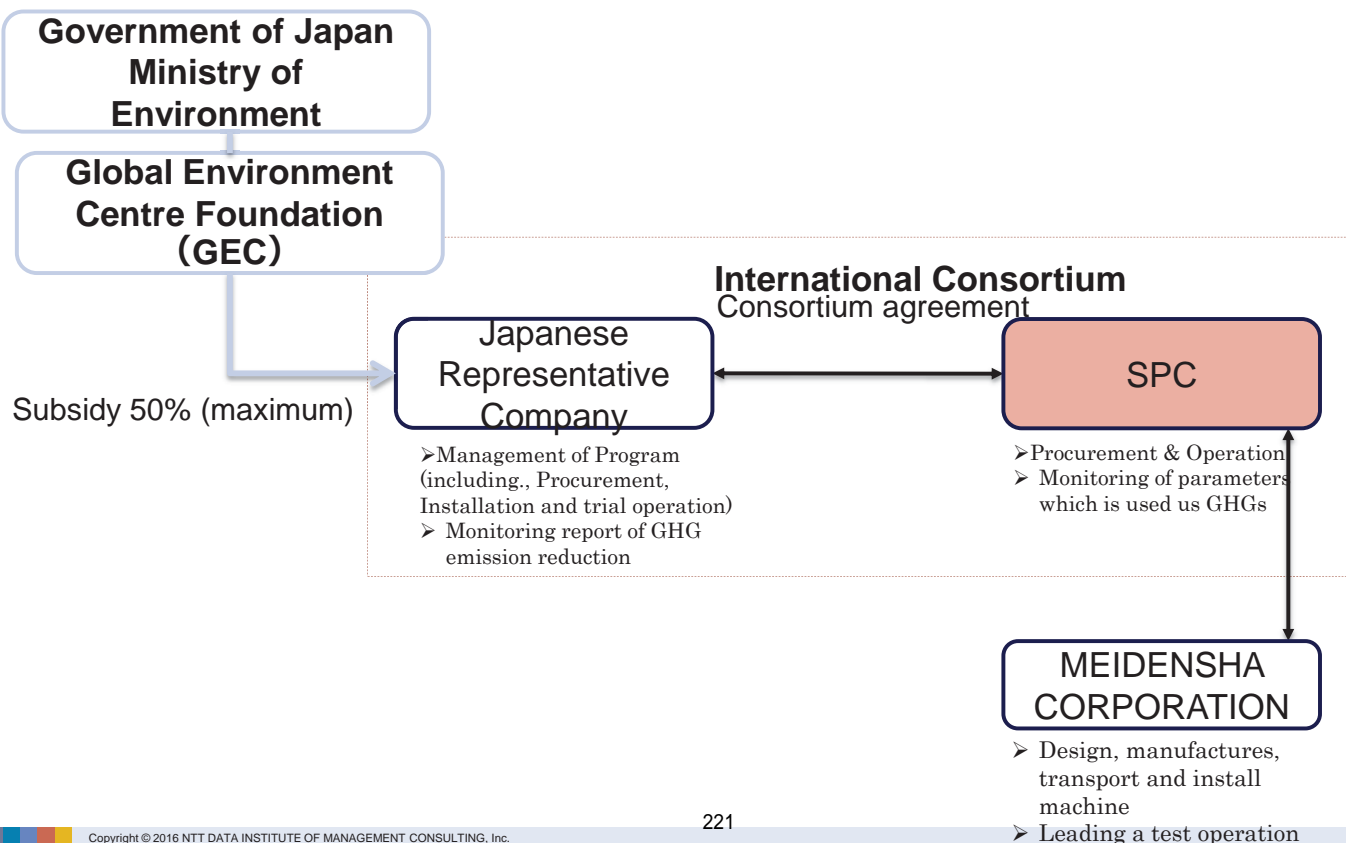 Government of Japan
Ministry of
Environment
Global Environment
Centre Foundation
（GEC）
International Consortium
Consortium agreement
Japanese
Representative
Company
SPC
Subsidy 50% (maximum)
➢Management of Program
(including., Procurement,
Installation and trial operation)
➢ Monitoring report of GHG
emission reduction
➢Procurement & Operation
➢ Monitoring of parameters
which is used us GHGs
MEIDENSHA
CORPORATION
➢ Design, manufactures,
transport and install
machine
➢ Leading a test operation
221
Copyright © 2016 NTT DATA INSTITUTE OF MANAGEMENT CONSULTING, Inc.